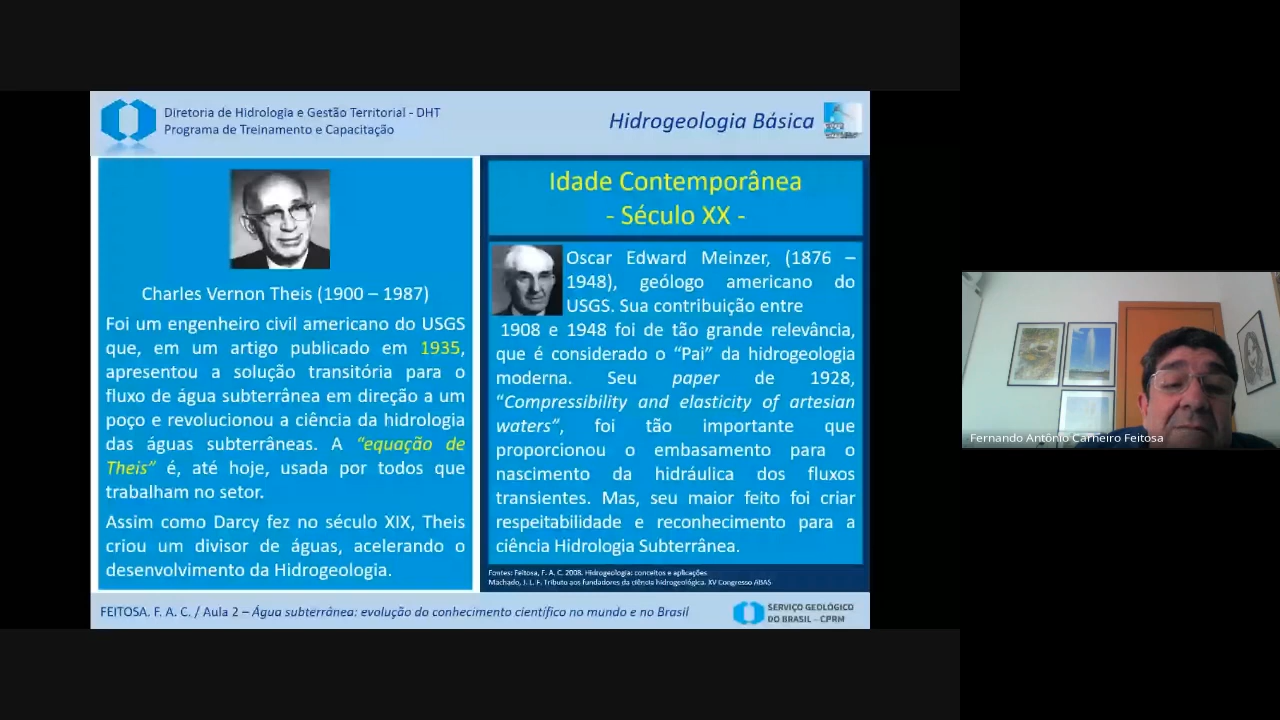 Diretoria de Hidrologia e Gestão Territorial - DHT
Programa de Treinamento e Capacitação
Hidrogeologia Básica
Charles Vernon Theis (1900 – 1987)
Foi um engenheiro civil americano do USGS
que, em um artigo publicado em 1935,
apresentou a solução transitória para o
fluxo de água subterrânea em direção a um
poço e revolucionou a ciência da hidrologia
das águas subterrâneas. A “equação de
Theis” é, até hoje, usada por todos que
trabalham no setor.
Assim como Darcy fez no século XIX, Theis
criou um divisor de águas, acelerando o
desenvolvimento da Hidrogeologia.
Idade Contemporânea
- Século XX -
Oscar Edward Meinzer, (1876 –
1948), geólogo americano do
USGS. Sua contribuição entre
1908 e 1948 foi de tão grande relevância,
que é considerado o “Pai” da hidrogeologia
moderna. Seu paper de 1928,
“Compressibility and elasticity of artesian
waters”, foi tão importante que
proporcionou o embasamento para o
nascimento da hidráulica dos fluxos
transientes. Mas, seu maior feito foi criar
respeitabilidade e reconhecimento para a
ciência Hidrologia Subterrânea.
Fontes: Feitosa, F. A. C. 2008. Hidrogeologia: conceitos e aplicações
Machado, J. L. F. Tributo aos fundadores da ciência hidrogeológica. XV Congresso ABAS
FEITOSA. F. A. C. / Aula 2 – Água subterrânea: evolução do conhecimento científico no mundo e no Brasil
SERVIÇO GEOLÓGICO
DO BRASIL – CPRM
Fernando Antônio Carneiro Feitosa